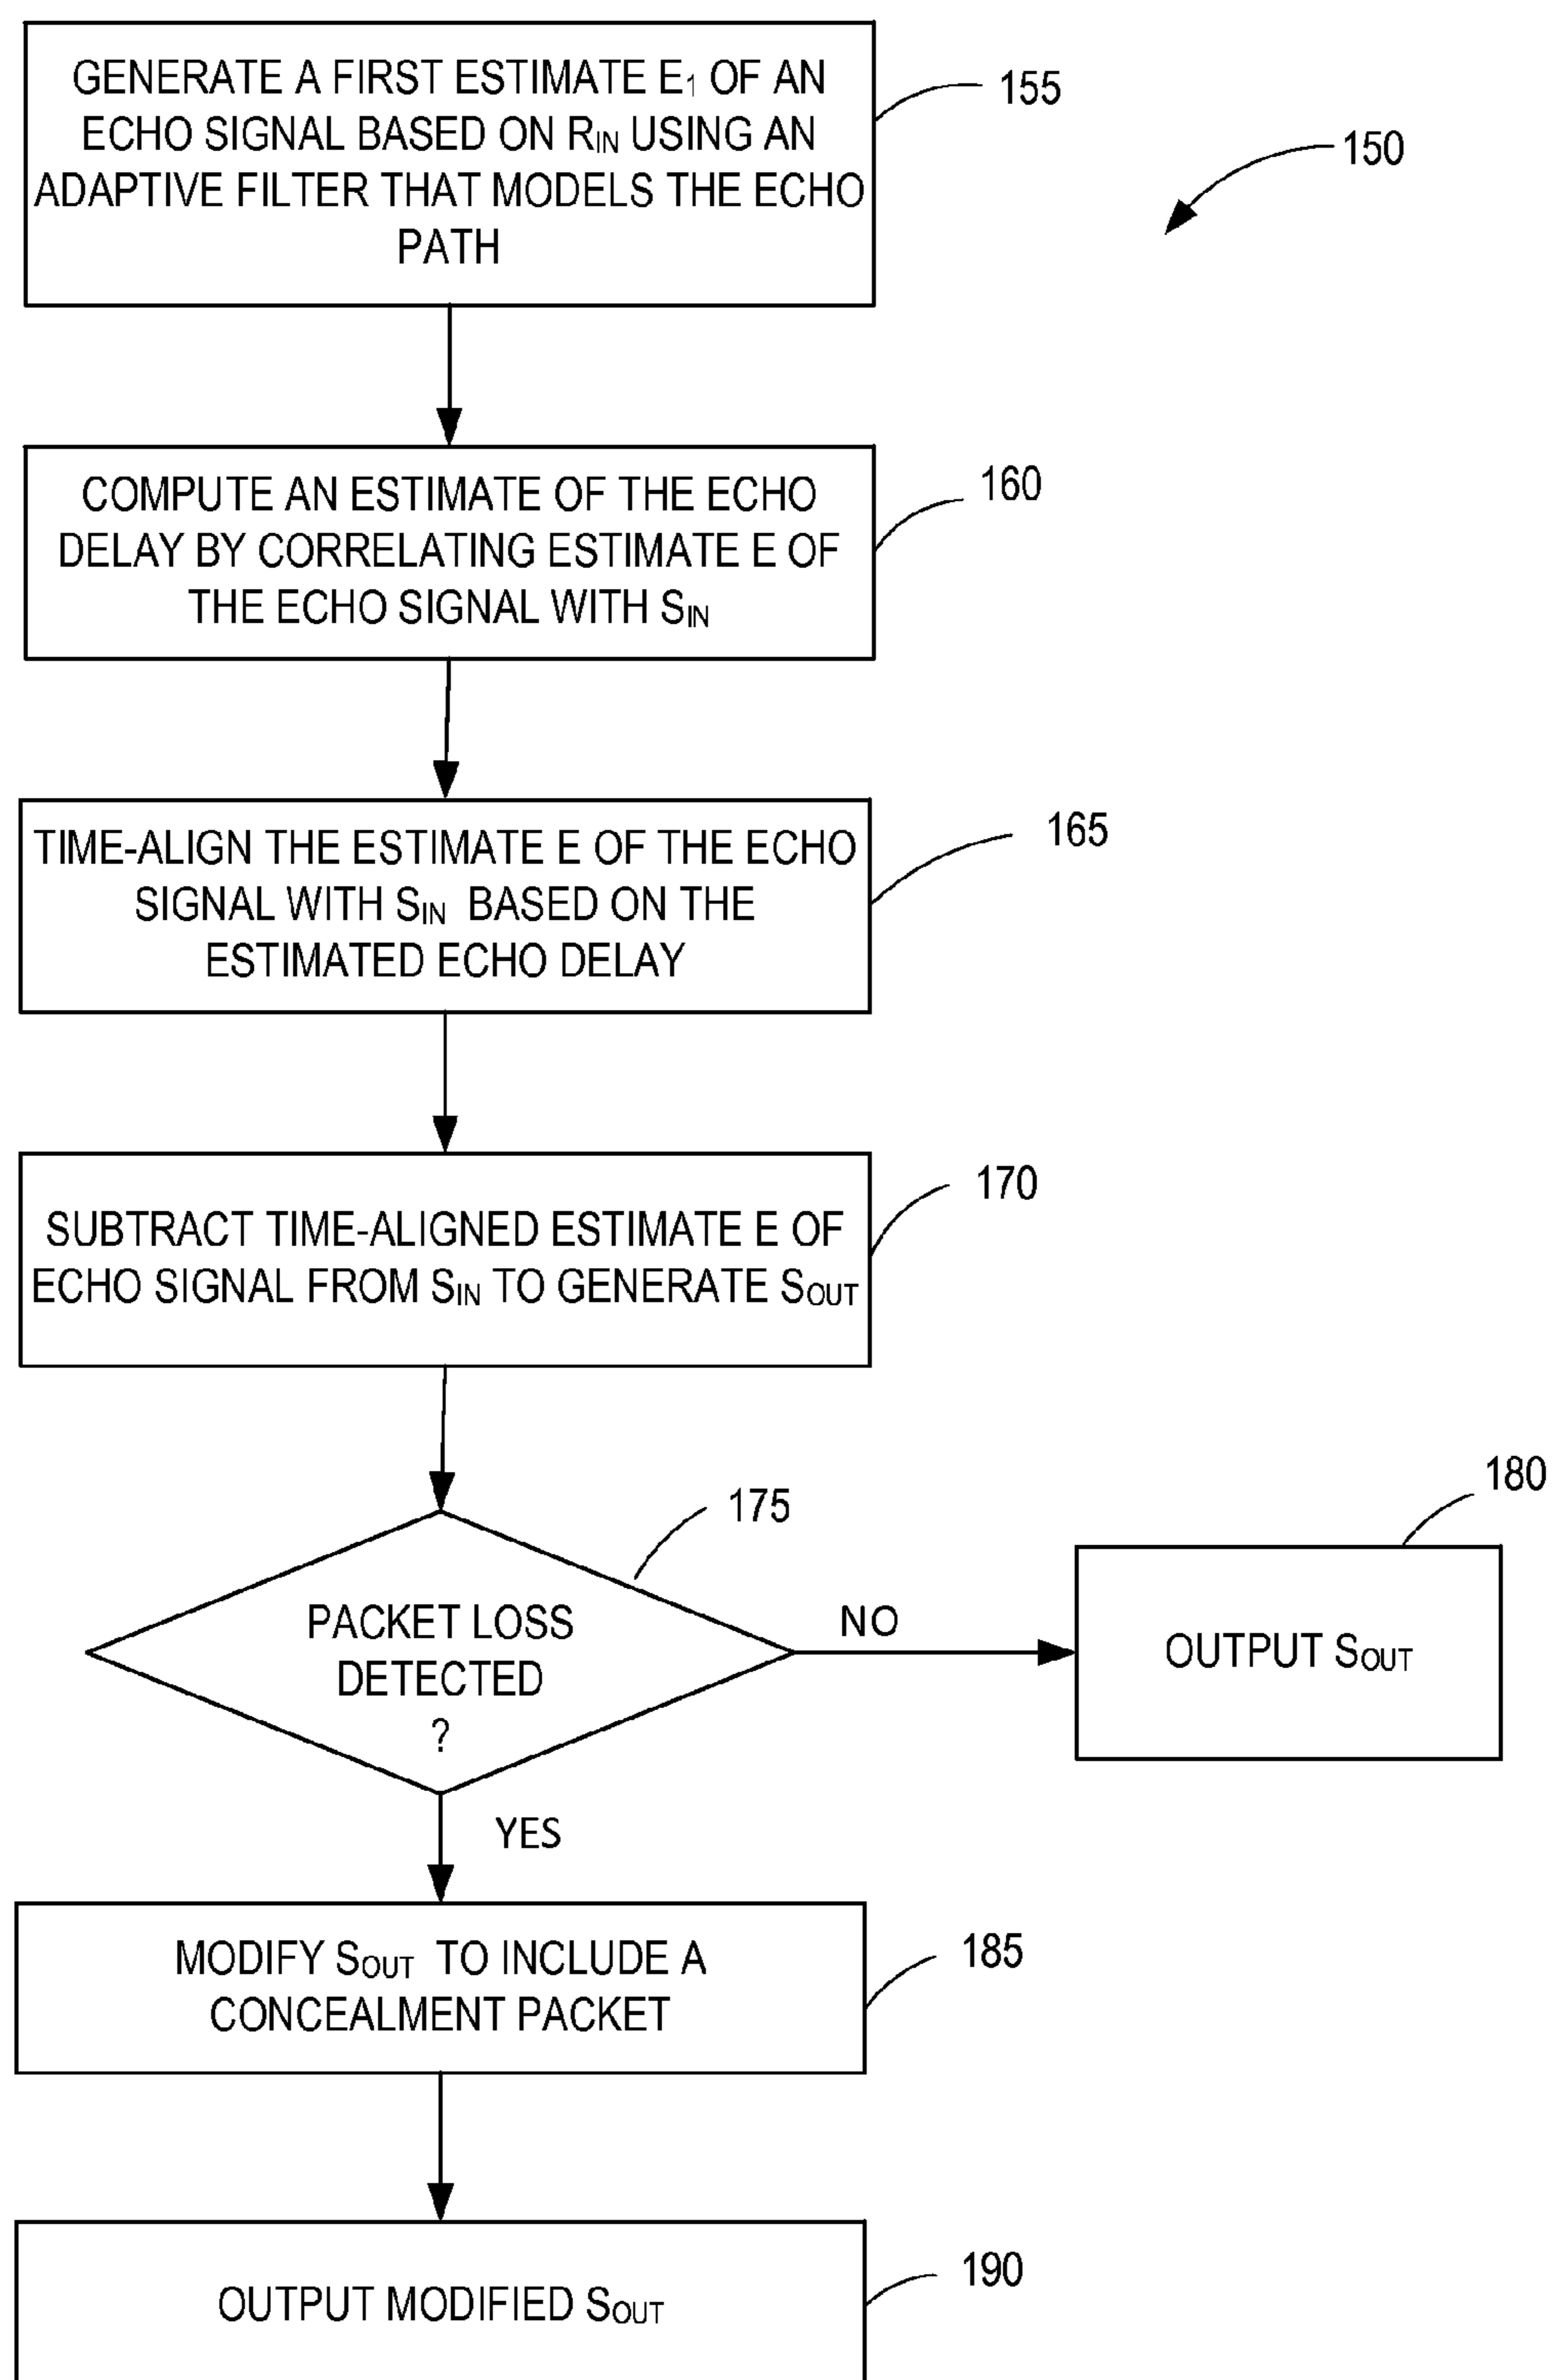 GENERATE A FIRST ESTIMATE E1 OF AN
ECHO SIGNAL BASED ON RIN USING AN
ADAPTIVE FILTER THAT MODELS THE ECHO
PATH
155
150
COMPUTE AN ESTIMATE OF THE ECHO
DELAY BY CORRELATING ESTIMATE E OF
THE ECHO SIGNAL WITH SIN
160
TIME-ALIGN THE ESTIMATE E OF THE ECHO
SIGNAL WITH SIN BASED ON THE
ESTIMATED ECHO DELAY
165
SUBTRACT TIME-ALIGNED ESTIMATE E OF
ECHO SIGNAL FROM SIN TO GENERATE SOUT
170
PACKET LOSS
DETECTED
?
175
NO
OUTPUT SOUT
180
YES
MODIFY SOUT TO INCLUDE A
CONCEALMENT PACKET
185
OUTPUT MODIFIED SOUT
190